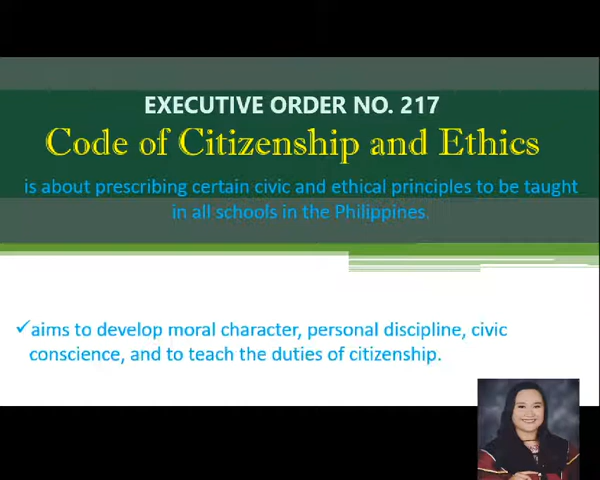 EXECUTIVE ORDER NO. 217
Code of Citizenship and Ethics
is about prescribing certain civic and ethical principles to be taught
in all schools in the Philippines.
✓aims to develop moral character, personal discipline, civic
conscience, and to teach the duties of citizenship.